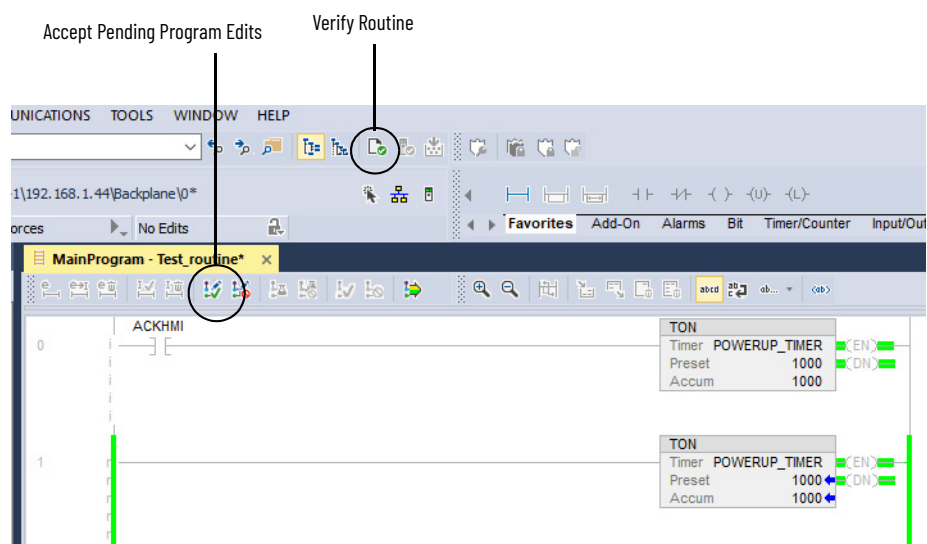 Accept Pending Program Edits
Verify Routine
UNICATIONS TOOLS WINDOW HELP
-1\192.168.1.44\Backplane\0*
orces No Edits
Favorites Add-On Alarms Bit Timer/Counter Input/Out
MainProgram - Test_routine*
abcd ab... <ab>
ACKHMI
0
TON
Timer POWERUP_TIMER (EN)
Preset 1000 (DN)
Accum 1000
1
TON
Timer POWERUP_TIMER (EN)
Preset 1000 (DN)
Accum 1000